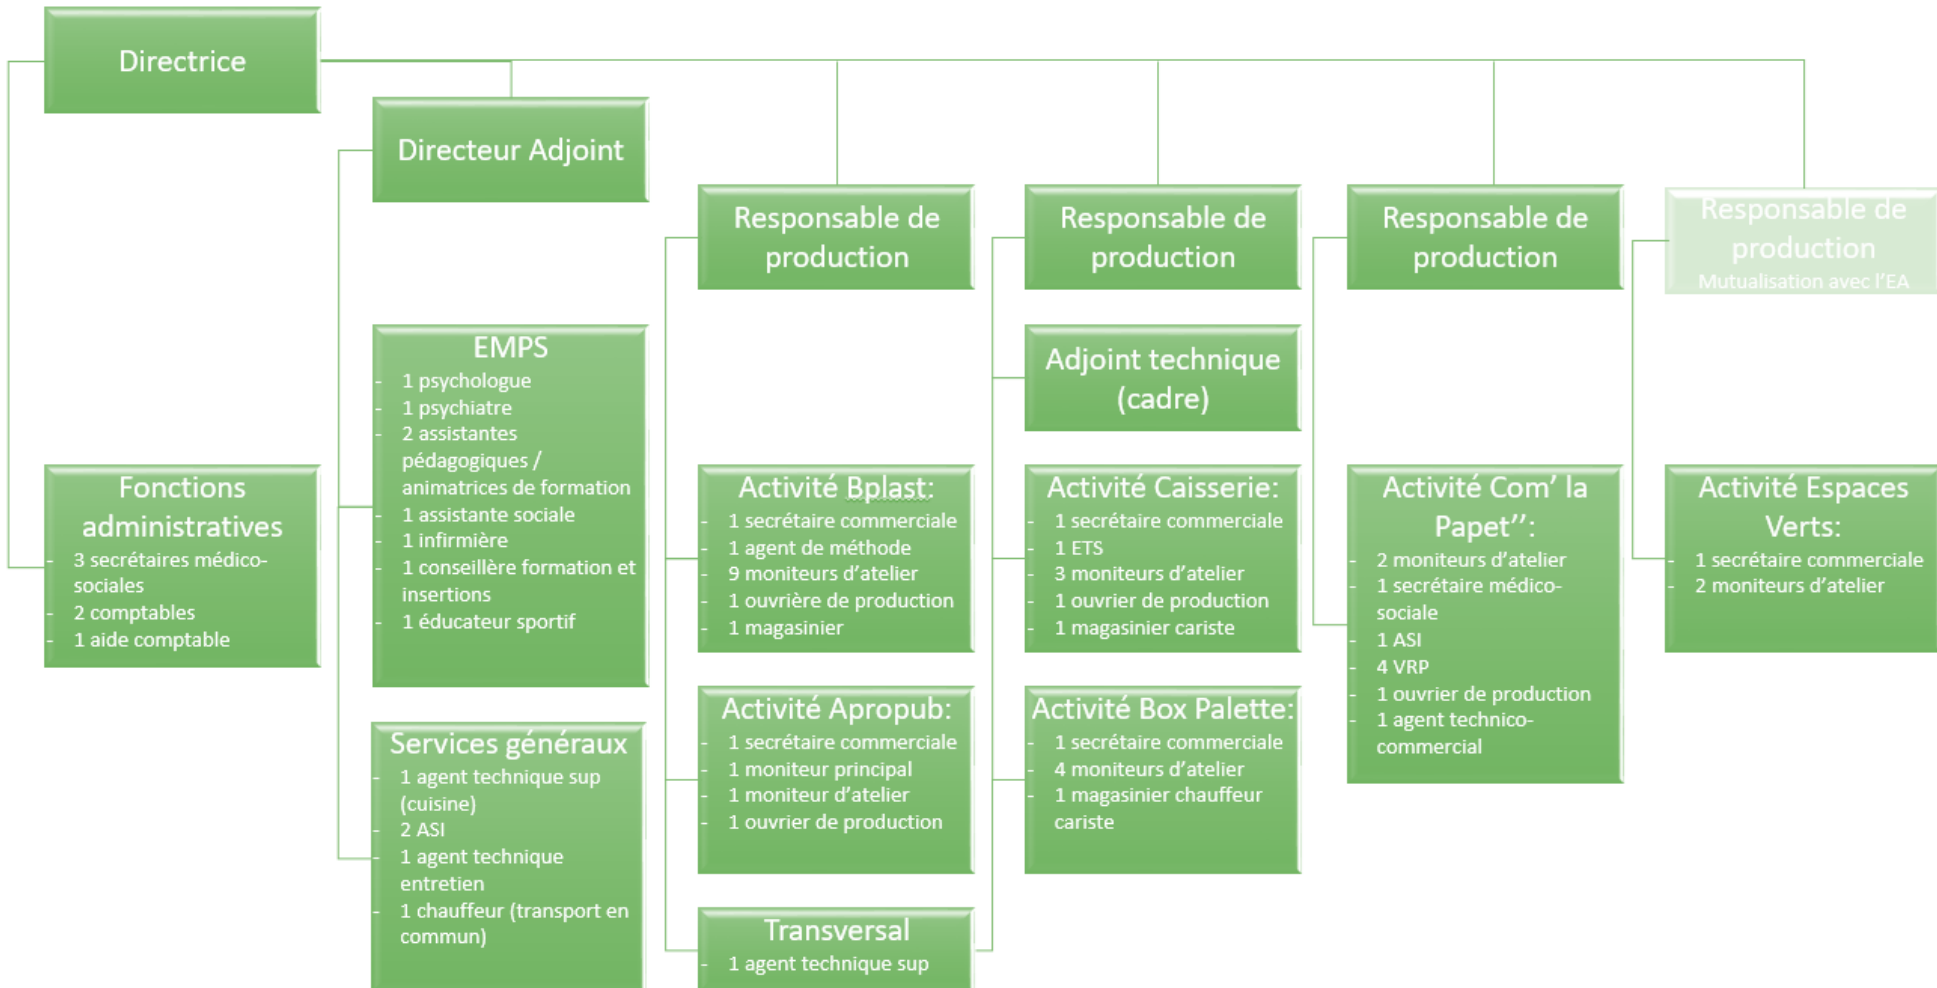 Directrice
Directeur Adjoint
Responsable de
production
Responsable de
production
Responsable de
production
Responsable de
production
Mutualisation avec l'EA
EMPS
- 1 psychologue
- 1 psychiatre
- 2 assistantes
pédagogiques /
animatrices de formation
- 1 assistante sociale
- 1 infirmière
- 1 conseillère formation et
insertions
- 1 éducateur sportif
Adjoint technique
(cadre)
Fonctions
administratives
- 3 secrétaires médico-
sociales
- 2 comptables
- 1 aide comptable
Activité Bplast:
- 1 secrétaire commerciale
- 1 agent de méthode
- 9 moniteurs d'atelier
- 1 ouvrière de production
- 1 magasinier
Activité Caisserie:
- 1 secrétaire commerciale
- 1 ETS
- 3 moniteurs d'atelier
- 1 ouvrier de production
- 1 magasinier cariste
Activité Com' la
Papet'':
- 2 moniteurs d'atelier
- 1 secrétaire médico-
sociale
- 1 ASI
- 4 VRP
- 1 ouvrier de production
- 1 agent technico-
commercial
Activité Espaces
Verts:
- 1 secrétaire commerciale
- 2 moniteurs d'atelier
Services généraux
- 1 agent technique sup
(cuisine)
- 2 ASI
- 1 agent technique
entretien
- 1 chauffeur (transport en
commun)
Activité Apropub:
- 1 secrétaire commerciale
- 1 moniteur principal
- 1 moniteur d'atelier
- 1 ouvrier de production
Activité Box Palette:
- 1 secrétaire commerciale
- 4 moniteurs d'atelier
- 1 magasinier chauffeur
cariste
Transversal
- 1 agent technique sup